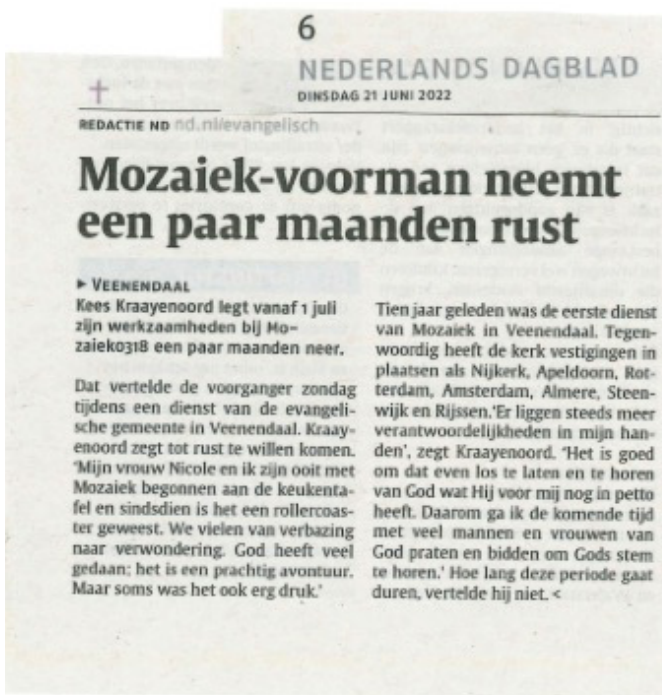 6
NEDERLANDS DAGBLAD
DINSDAG 21 JUNI 2022
REDACTIE ND nd.nl/evangelisch
Mozaiek-voorman neemt
een paar maanden rust
▶ VEENENDAAL
Kees Kraayenoord legt vanaf 1 juli
zijn werkzaamheden bij Mo-
zaiek0318 een paar maanden neer.
Dat vertelde de voorganger zondag
tijdens een dienst van de evangeli-
sche gemeente in Veenendaal. Kraay-
enoord zegt tot rust te willen komen.
'Mijn vrouw Nicole en ik zijn ooit met
Mozaiek begonnen aan de keukenta-
fel en sindsdien is het een rollercoas-
ter geweest. We vielen van verbazing
naar verwondering. God heeft veel
gedaan; het is een prachtig avontuur.
Maar soms was het ook erg druk.'
Tien jaar geleden was de eerste dienst
van Mozaiek in Veenendaal. Tegen-
woordig heeft de kerk vestigingen in
plaatsen als Nijkerk, Apeldoorn, Rot-
terdam, Amsterdam, Almere, Steen-
wijk en Rijssen.'Er liggen steeds meer
verantwoordelijkheden in mijn han-
den', zegt Kraayenoord. 'Het is goed
om dat even los te laten en te horen
van God wat Hij voor mij nog in petto
heeft. Daarom ga ik de komende tijd
met veel mannen en vrouwen van
God praten en bidden om Gods stem
te horen.' Hoe lang deze periode gaat
duren, vertelde hij niet. <